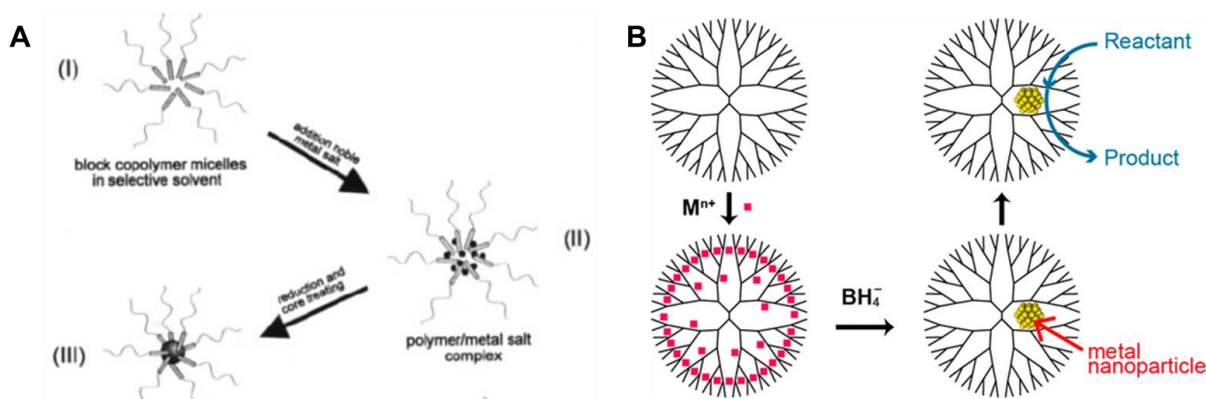 A
(I)
block copolymer micelles
in selective solvent
addition noble
metal salt
(II)
polymer/metal salt
complex
reduction and
core treating
(III)
B
Mⁿ⁺
BH₄⁻
metal
nanoparticle
Reactant
Product